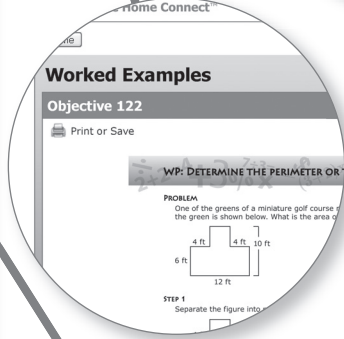 Home Connect™
Worked Examples
Objective 122
Print or Save
WP: DETERMINE THE PERIMETER OR
PROBLEM
One of the greens of a miniature golf course
the green is shown below. What is the area
4 ft 4 ft 10 ft
6 ft
12 ft
STEP 1
Separate the figure into